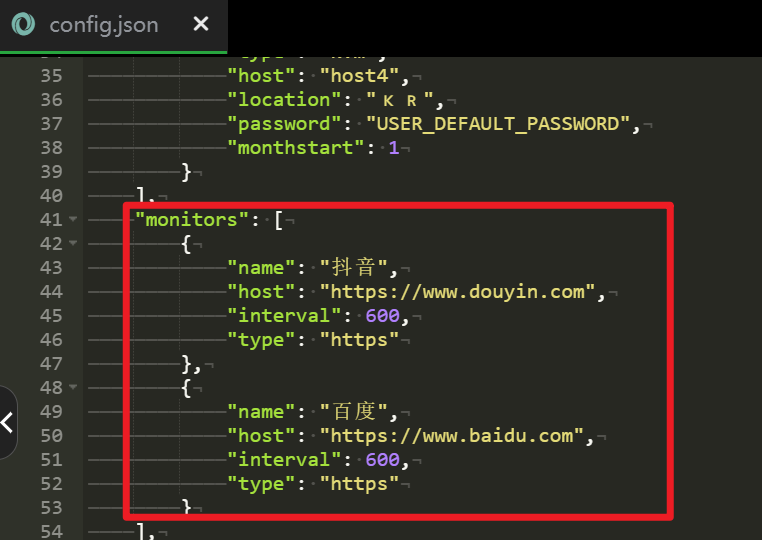 config.json ×
35 "host": "host4",
36 "location": "🇰🇷",
37 "password": "USER_DEFAULT_PASSWORD",
38 "monthstart": 1
39 }
40 ],
41 "monitors": [
42 {
43 "name": "抖音",
44 "host": "https://www.douyin.com",
45 "interval": 600,
46 "type": "https"
47 },
48 {
49 "name": "百度",
50 "host": "https://www.baidu.com",
51 "interval": 600,
52 "type": "https"
53 }
54 ],